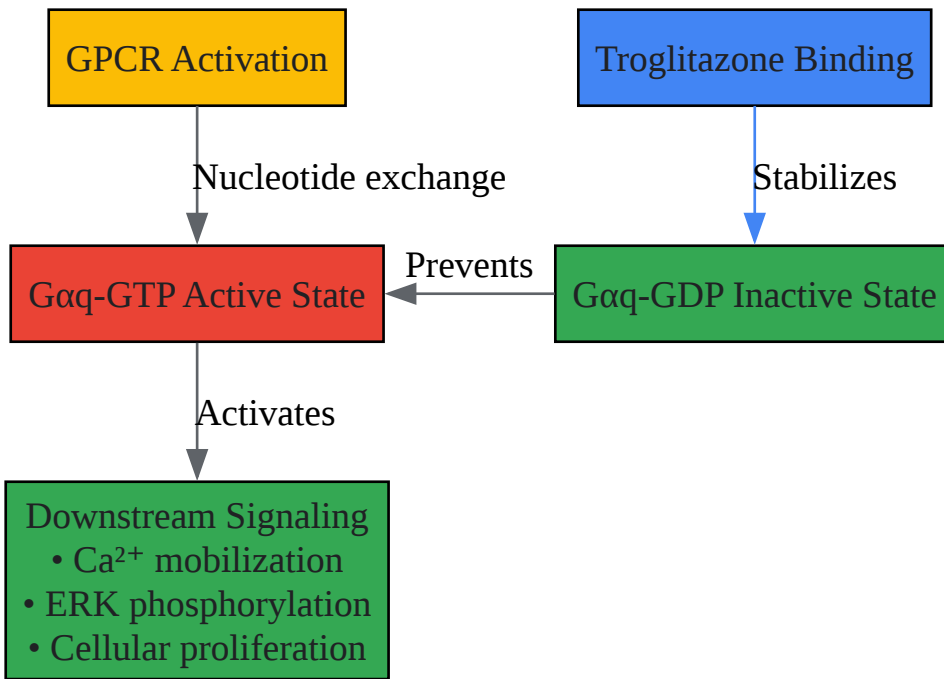 GPCR Activation
Troglitazone Binding
Nucleotide exchange
Stabilizes
Gαq-GTP Active State
Prevents
Gαq-GDP Inactive State
Activates
Downstream Signaling
• Ca²⁺ mobilization
• ERK phosphorylation
• Cellular proliferation